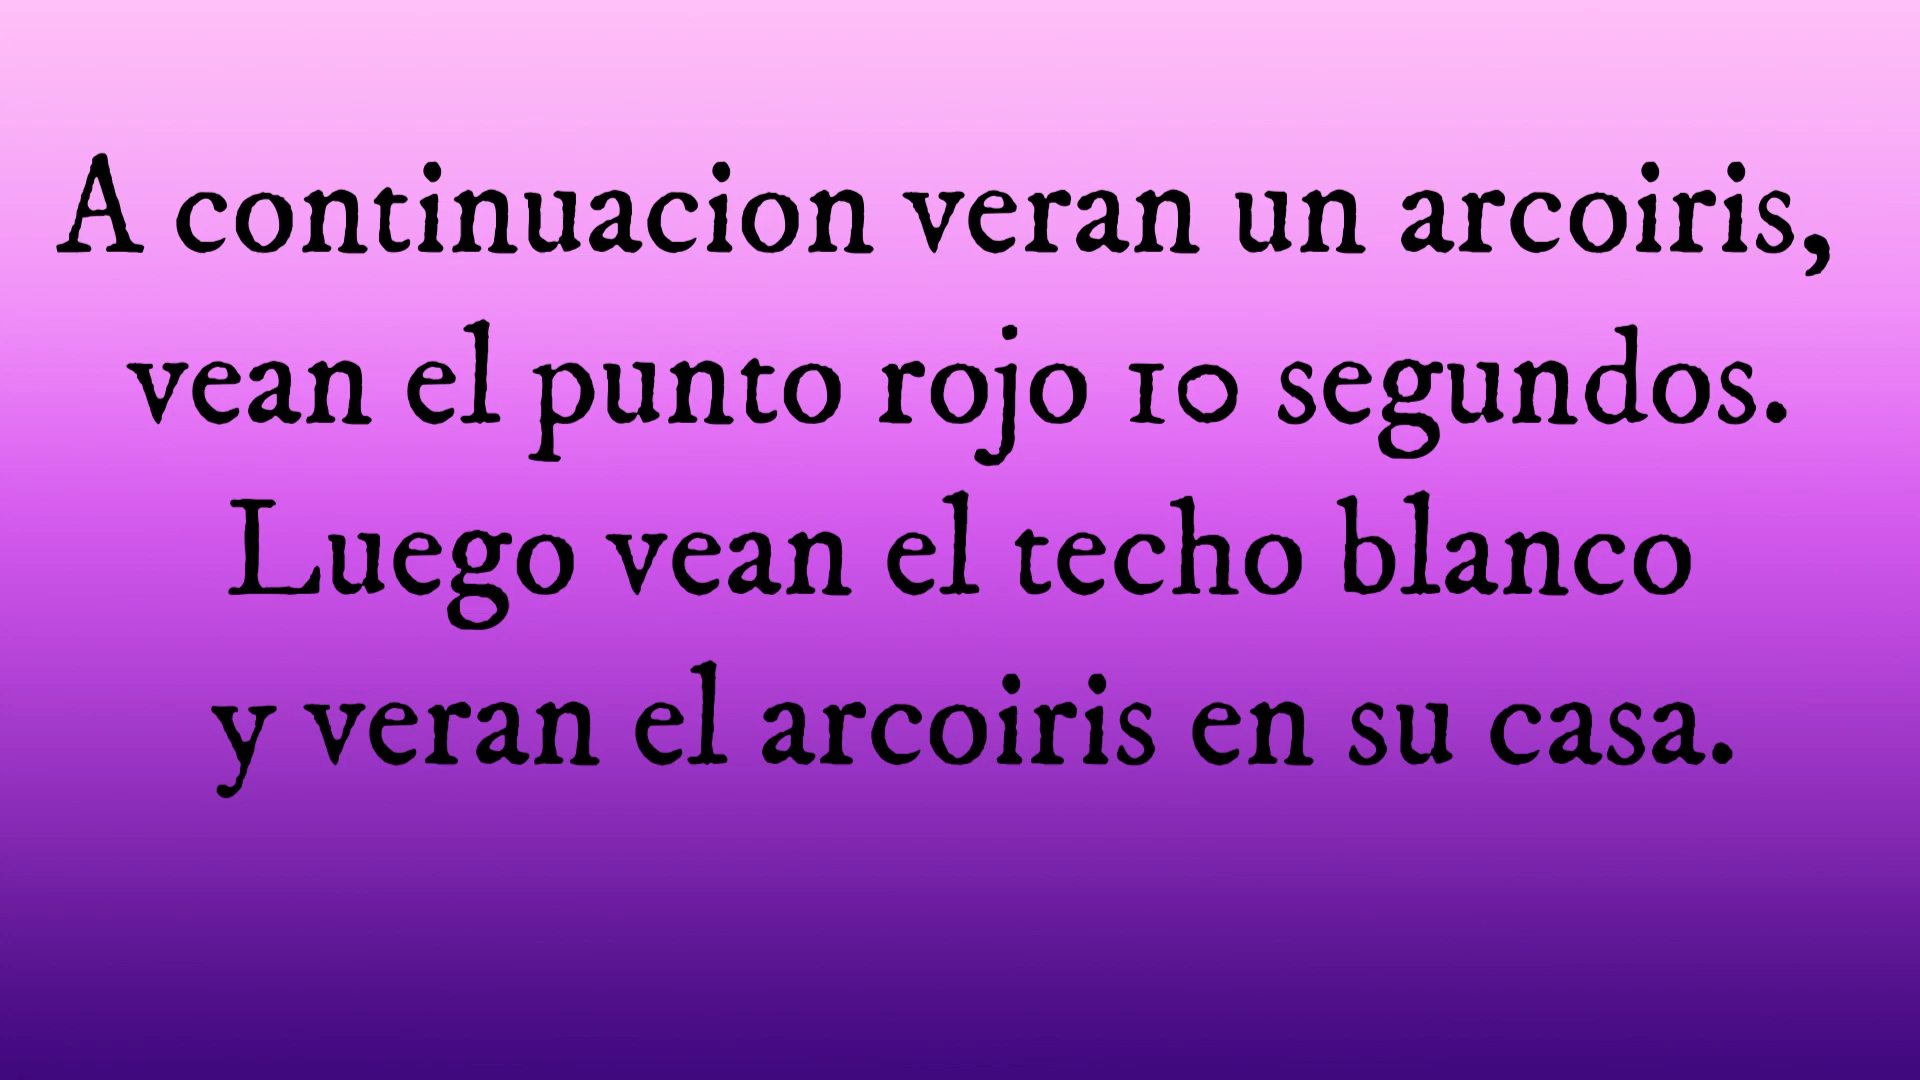 A continuacion veran un arcoiris,
vean el punto rojo 10 segundos.
Luego vean el techo blanco
y veran el arcoiris en su casa.